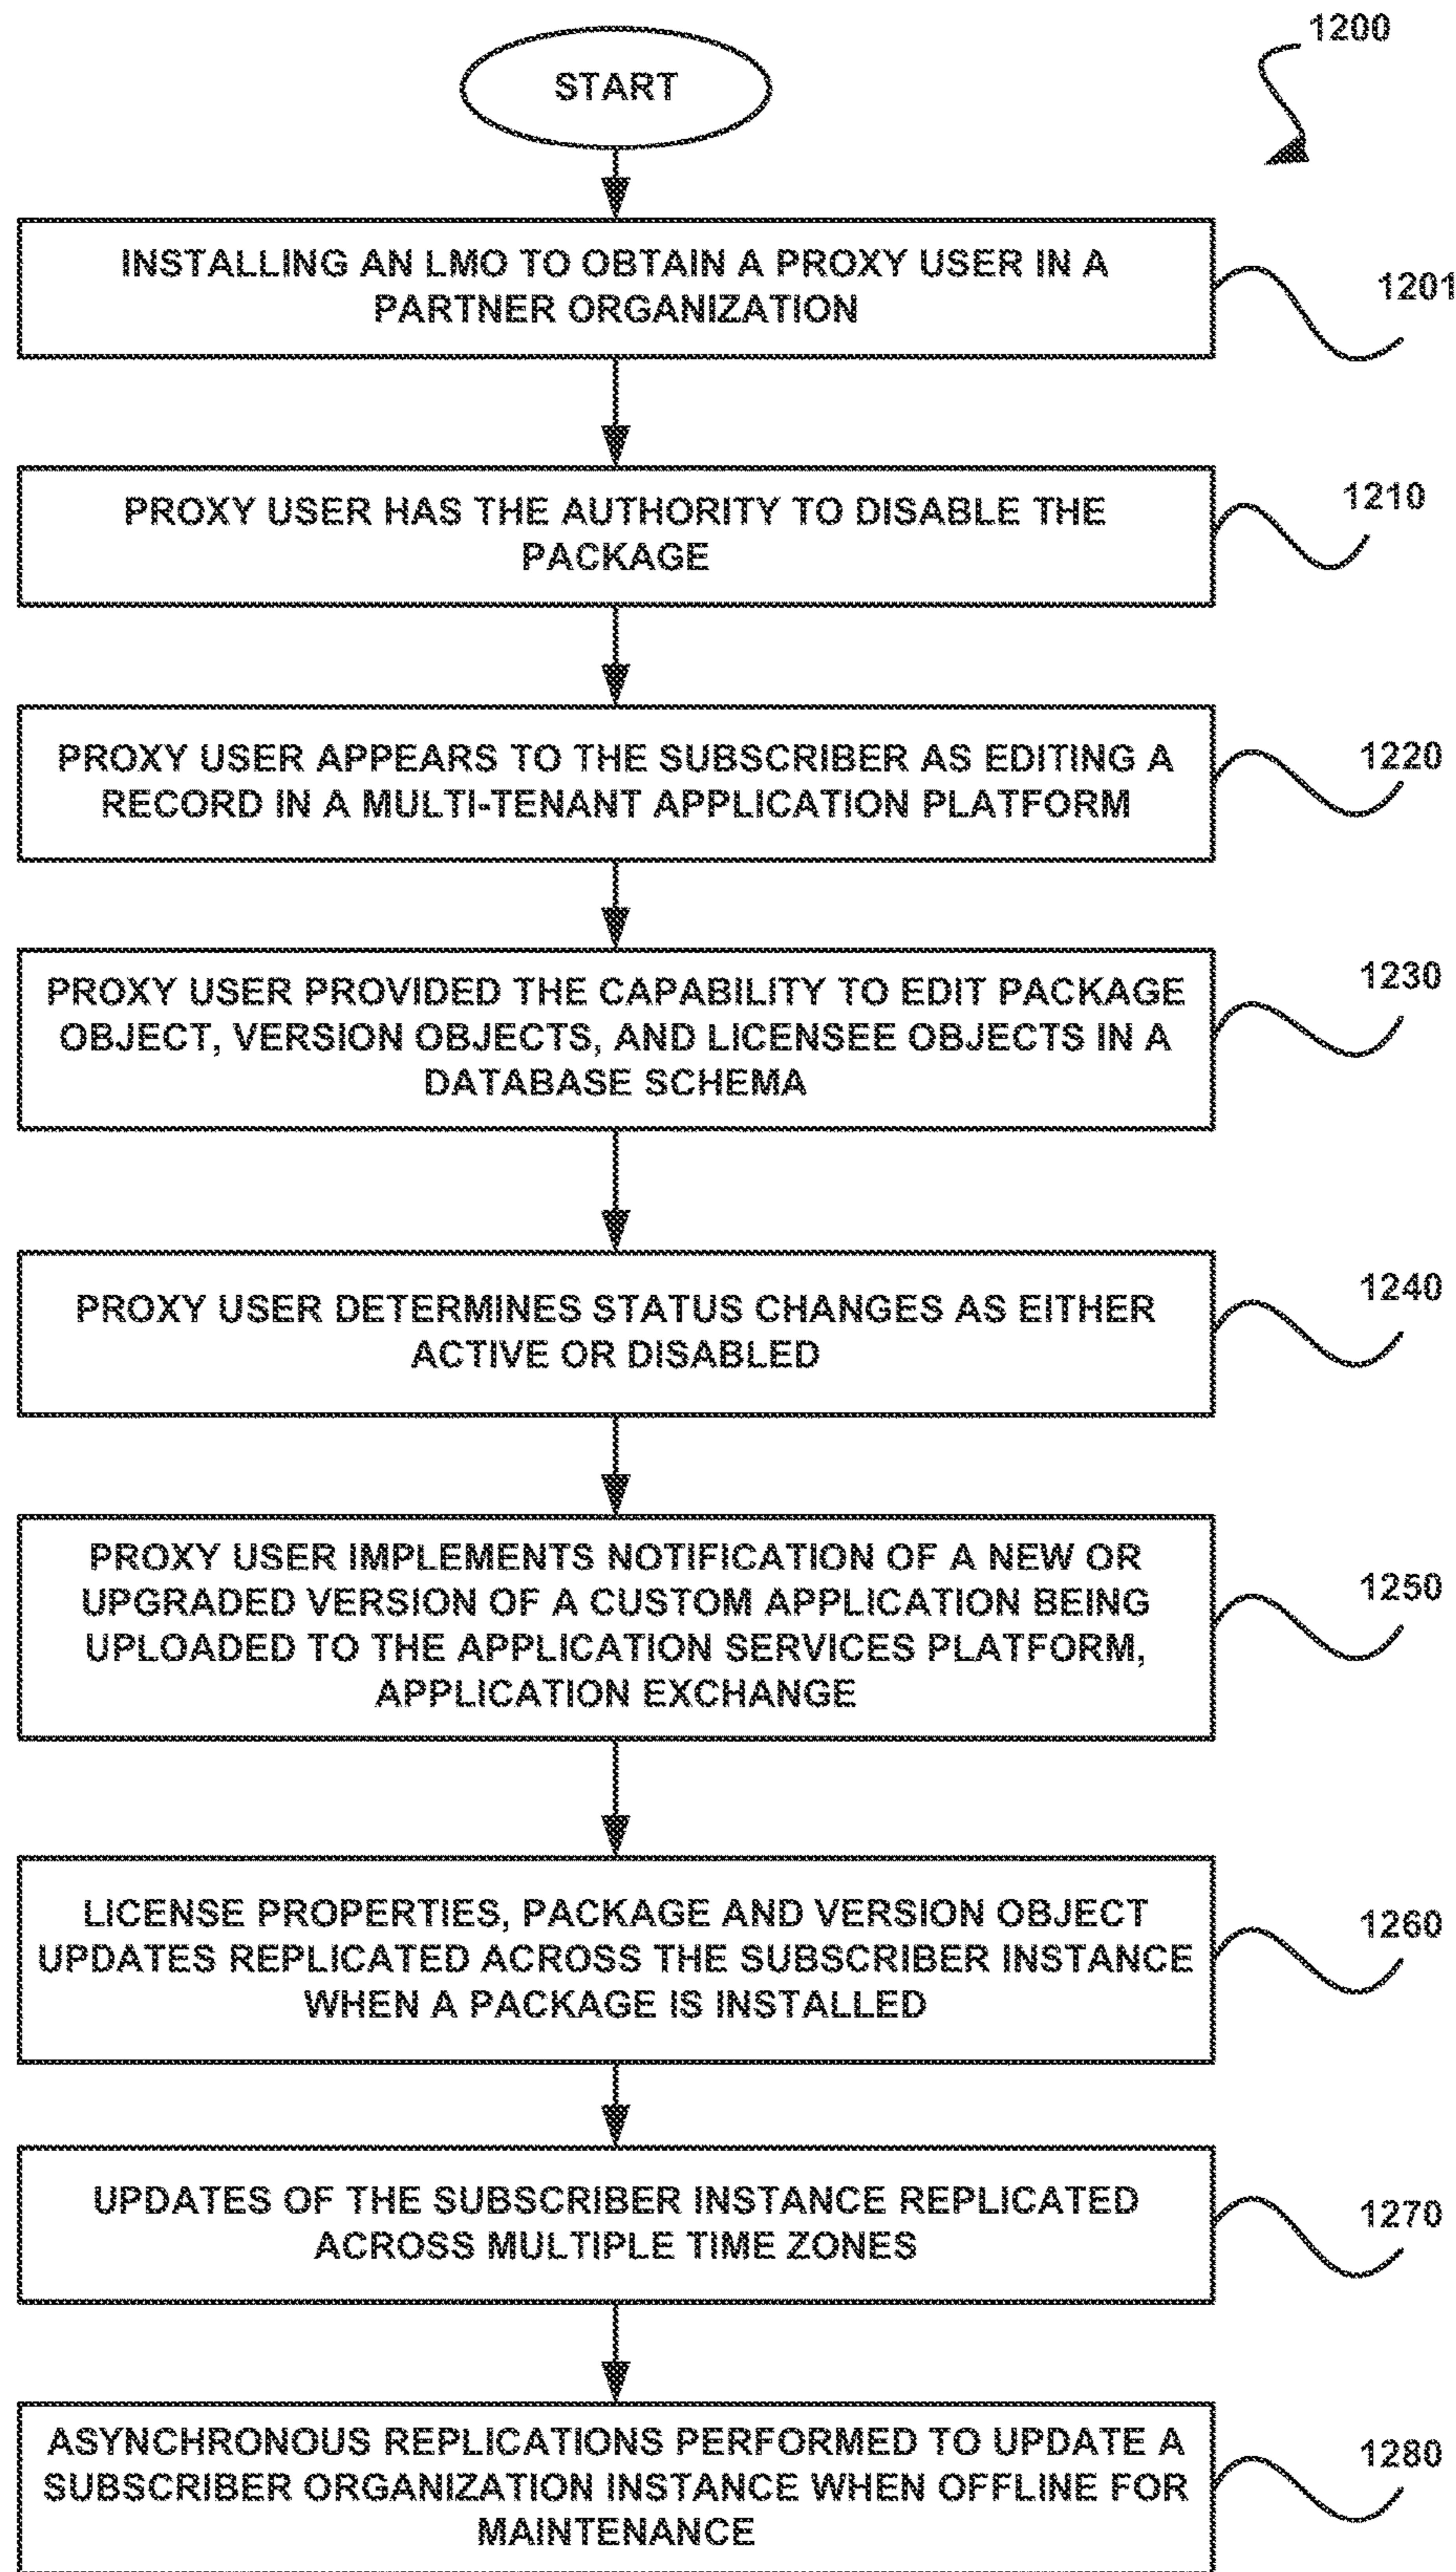 1200
START
INSTALLING AN LMO TO OBTAIN A PROXY USER IN A
PARTNER ORGANIZATION
1201
PROXY USER HAS THE AUTHORITY TO DISABLE THE
PACKAGE
1210
PROXY USER APPEARS TO THE SUBSCRIBER AS EDITING A
RECORD IN A MULTI-TENANT APPLICATION PLATFORM
1220
PROXY USER PROVIDED THE CAPABILITY TO EDIT PACKAGE
OBJECT, VERSION OBJECTS, AND LICENSEE OBJECTS IN A
DATABASE SCHEMA
1230
PROXY USER DETERMINES STATUS CHANGES AS EITHER
ACTIVE OR DISABLED
1240
PROXY USER IMPLEMENTS NOTIFICATION OF A NEW OR
UPGRADED VERSION OF A CUSTOM APPLICATION BEING
UPLOADED TO THE APPLICATION SERVICES PLATFORM,
APPLICATION EXCHANGE
1250
LICENSE PROPERTIES, PACKAGE AND VERSION OBJECT
UPDATES REPLICATED ACROSS THE SUBSCRIBER INSTANCE
WHEN A PACKAGE IS INSTALLED
1260
UPDATES OF THE SUBSCRIBER INSTANCE REPLICATED
ACROSS MULTIPLE TIME ZONES
1270
ASYNCHRONOUS REPLICATIONS PERFORMED TO UPDATE A
SUBSCRIBER ORGANIZATION INSTANCE WHEN OFFLINE FOR
MAINTENANCE
1280